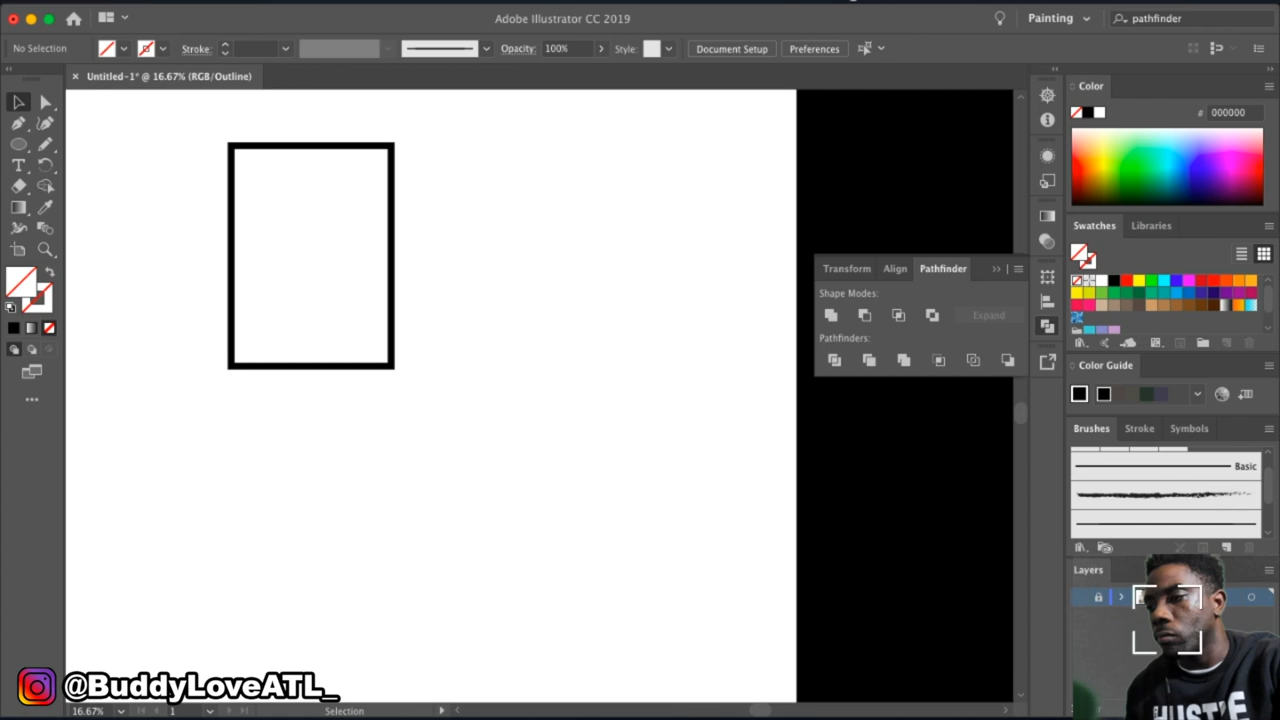 Adobe Illustrator CC 2019
Painting
pathfinder
No Selection
Stroke:
Opacity:
100%
Style:
Document Setup
Preferences
Untitled-1* @ 16.67% (RGB/Outline)
Color
# 000000
Swatches
Libraries
Transform
Align
Pathfinder
Shape Modes:
Expand
Pathfinders:
Color Guide
Brushes
Stroke
Symbols
Basic
Layers
@BuddyLoveATL_
HUSTLE
16.67%
1
Selection